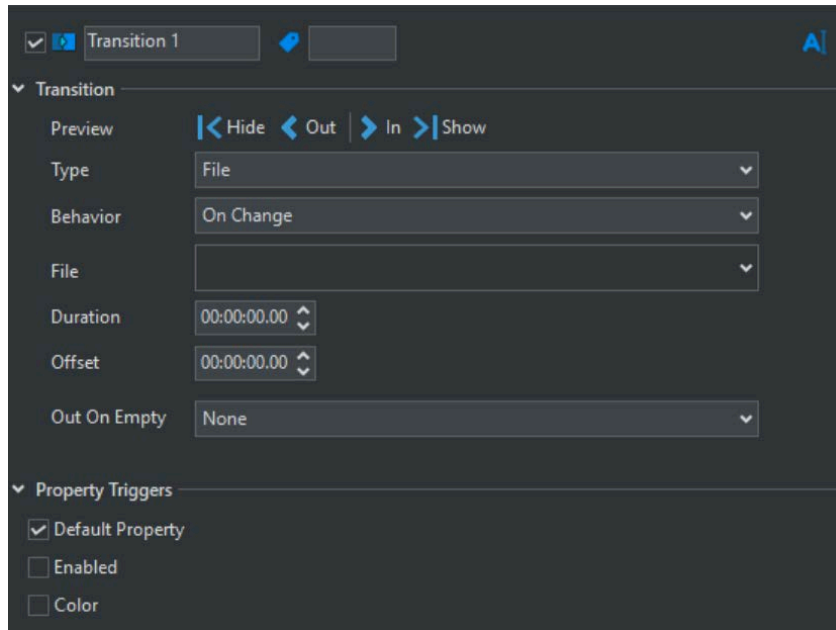 Transition 1
Transition
Preview Hide Out In Show
Type File
Behavior On Change
File
Duration 00:00:00.00
Offset 00:00:00.00
Out On Empty None
Property Triggers
Default Property
Enabled
Color